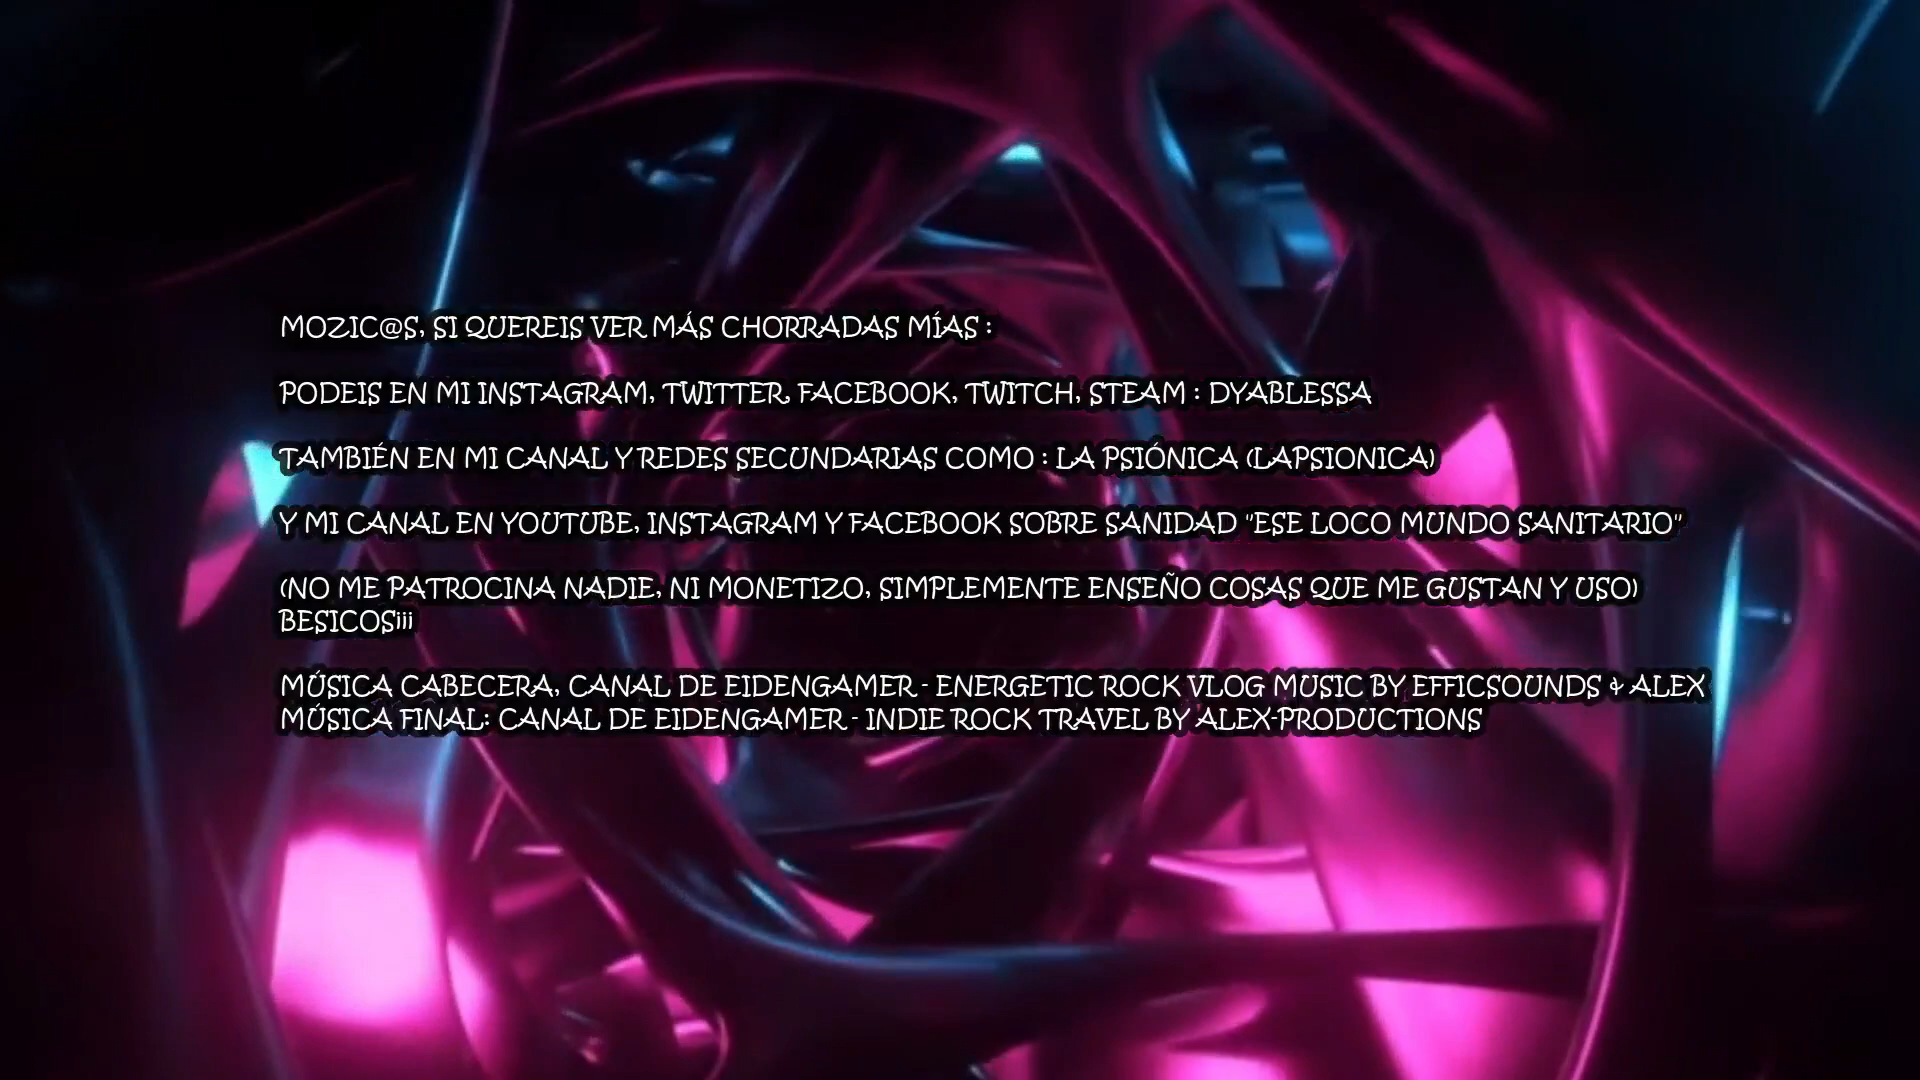 MOZIC@S, SI QUEREIS VER MÁS CHORRADAS MÍAS :
PODEIS EN MI INSTAGRAM, TWITTER, FACEBOOK, TWITCH, STEAM : DYABLESSA
TAMBIÉN EN MI CANAL Y REDES SECUNDARIAS COMO : LA PSIÓNICA (LAPSIONICA)
Y MI CANAL EN YOUTUBE, INSTAGRAM Y FACEBOOK SOBRE SANIDAD "ESE LOCO MUNDO SANITARIO"
(NO ME PATROCINA NADIE, NI MONETIZO, SIMPLEMENTE ENSEÑO COSAS QUE ME GUSTAN Y USO)
BESICOS¡¡¡
MÚSICA CABECERA, CANAL DE EIDENGAMER - ENERGETIC ROCK VLOG MUSIC BY EFFICSOUNDS & ALEX
MÚSICA FINAL: CANAL DE EIDENGAMER - INDIE ROCK TRAVEL BY ALEX-PRODUCTIONS